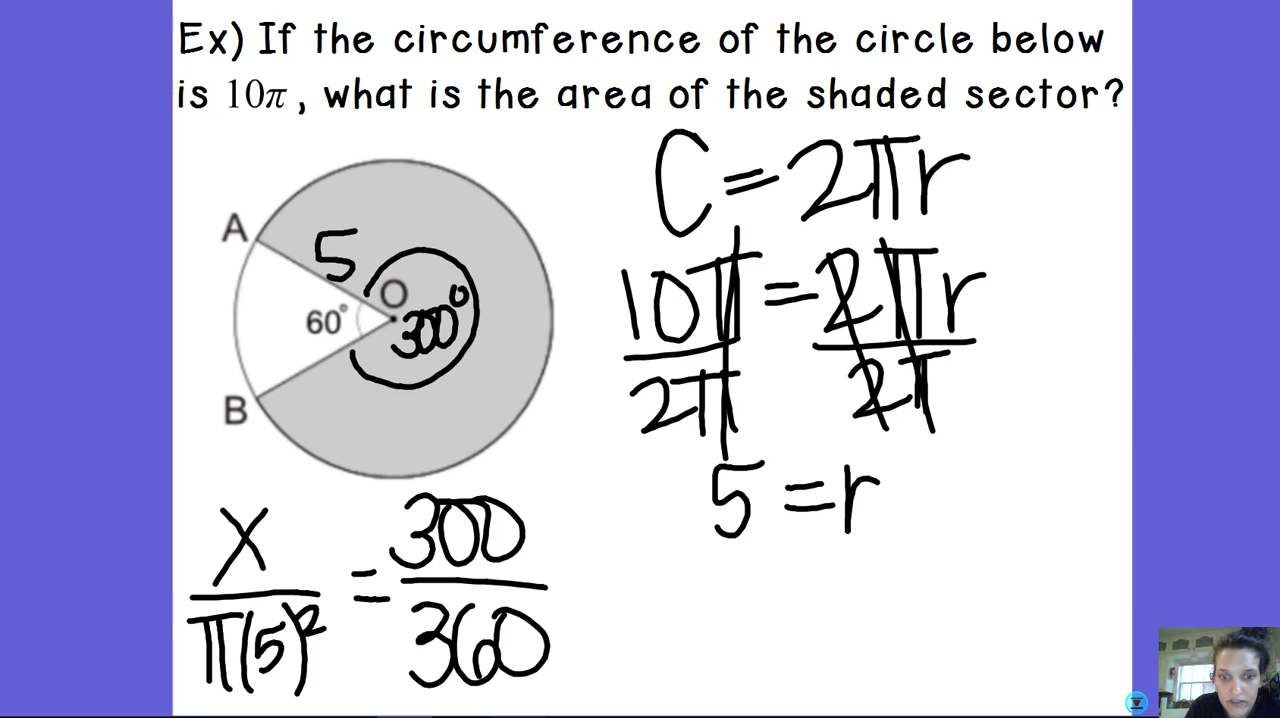 Ex) If the circumference of the circle below
is 10π, what is the area of the shaded sector?
C = 2πr
A
5
O
60°
300°
B
10π = 2πr
2π 2π
5 = r
x = 300
π(5)² 360